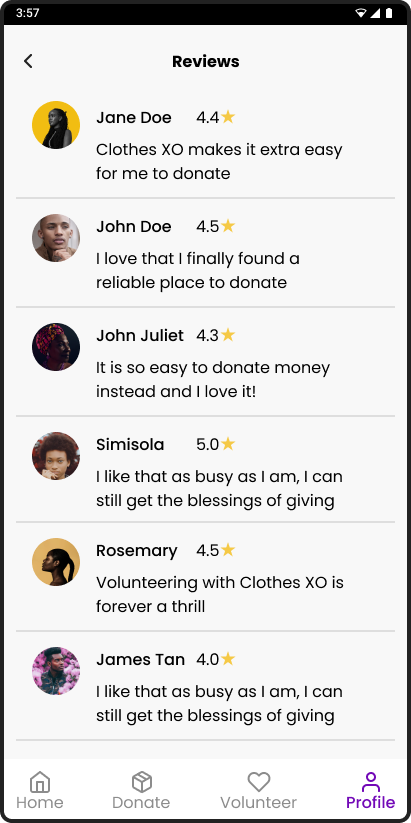 3:57
Reviews
Jane Doe 4.4
Clothes XO makes it extra easy
for me to donate
John Doe 4.5
I love that I finally found a
reliable place to donate
John Juliet 4.3
It is so easy to donate money
instead and I love it!
Simisola 5.0
I like that as busy as I am, I can
still get the blessings of giving
Rosemary 4.5
Volunteering with Clothes XO is
forever a thrill
James Tan 4.0
I like that as busy as I am, I can
still get the blessings of giving
Home Donate Volunteer Profile